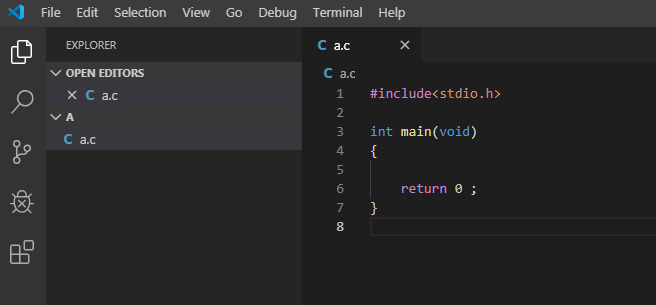 File Edit Selection View Go Debug Terminal Help
EXPLORER
OPEN EDITORS
C a.c
A
C a.c
C a.c
C a.c
1 #include<stdio.h>
2
3 int main(void)
4 {
5
6 return 0 ;
7 }
8